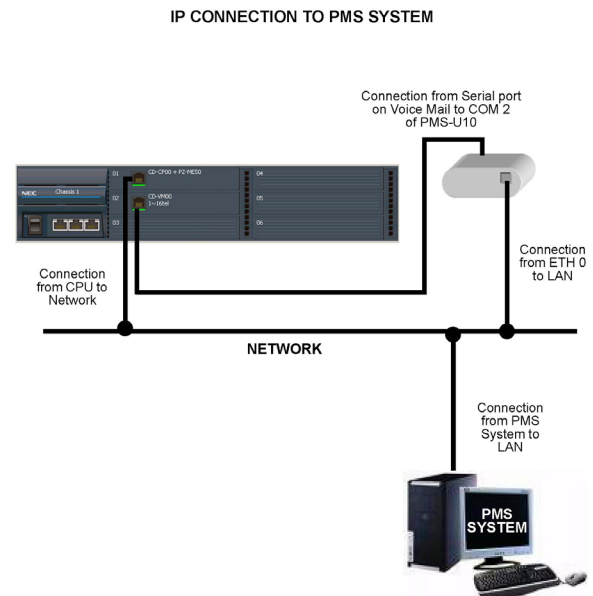 IP CONNECTION TO PMS SYSTEM
Connection from Serial port
on Voice Mail to COM 2
of PMS-U10
01
CD-CP00 + PZ-ME50
04
NEC
Chassis 1
02
CD-VM00
1~16tel
05
03
06
Connection
from CPU to
Network
Connection
from ETH 0
to LAN
NETWORK
Connection
from PMS
System to
LAN
PMS
SYSTEM